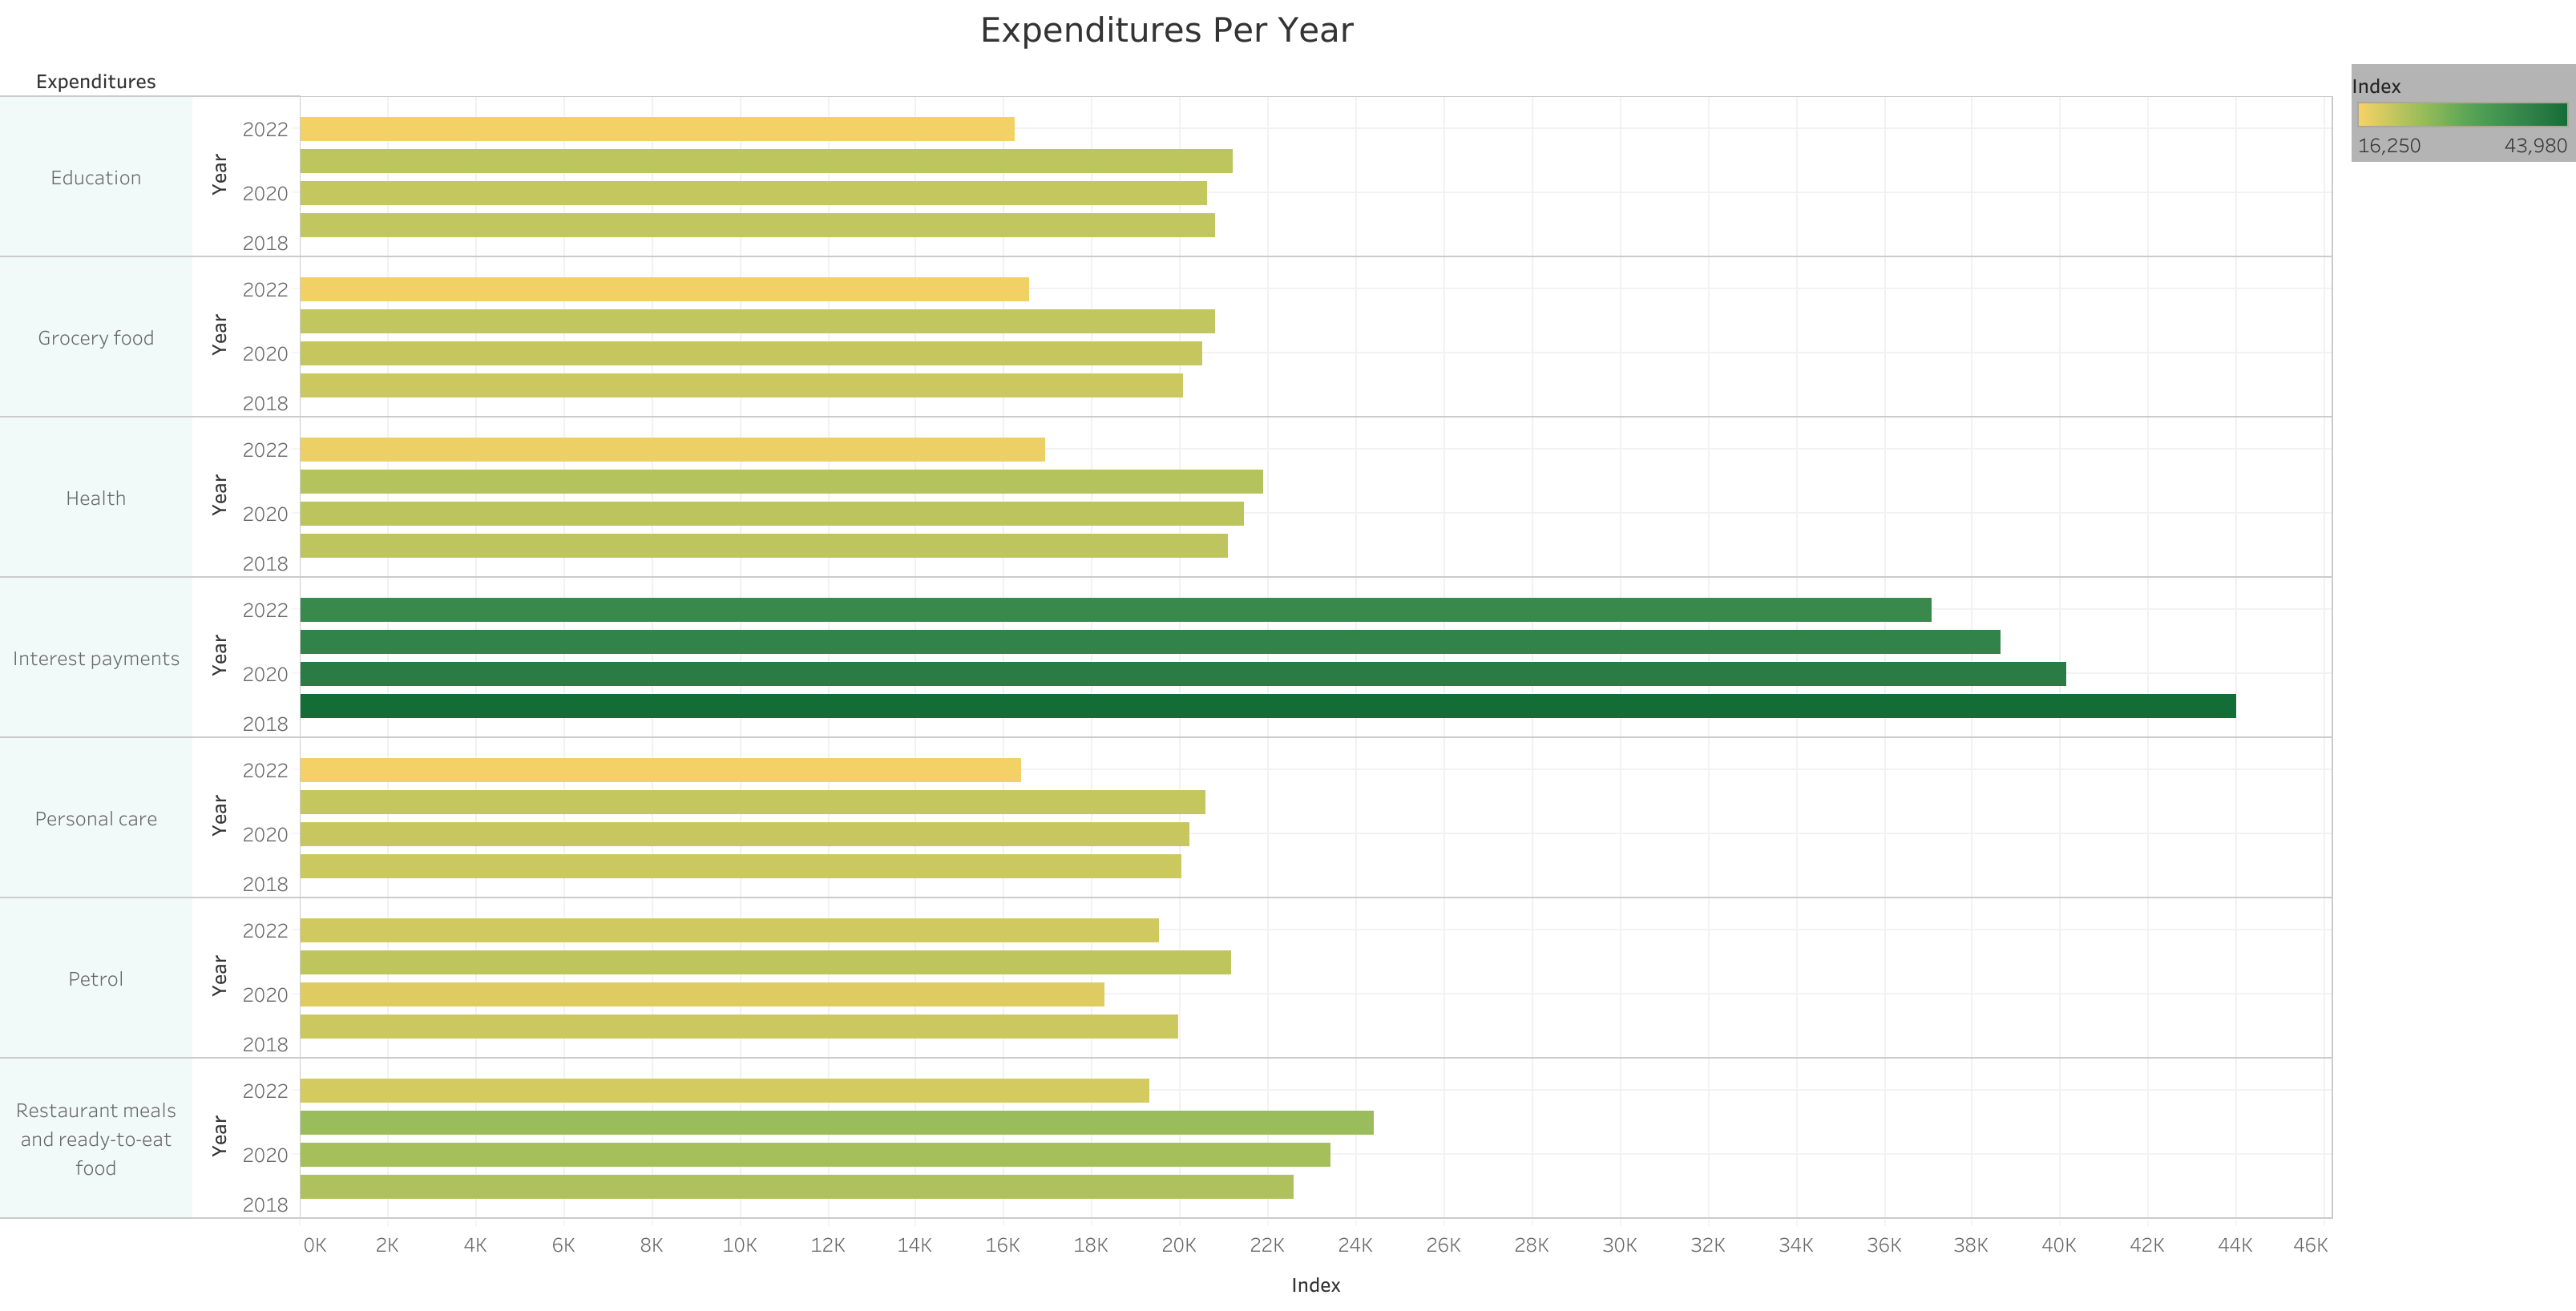 Expenditures Per Year
Expenditures
Index
16,250 43,980
Education
Year
2022
2020
2018
Grocery food
Year
2022
2020
2018
Health
Year
2022
2020
2018
Interest payments
Year
2022
2020
2018
Personal care
Year
2022
2020
2018
Petrol
Year
2022
2020
2018
Restaurant meals
and ready-to-eat
food
Year
2022
2020
2018
0K 2K 4K 6K 8K 10K 12K 14K 16K 18K 20K 22K 24K 26K 28K 30K 32K 34K 36K 38K 40K 42K 44K 46K
Index